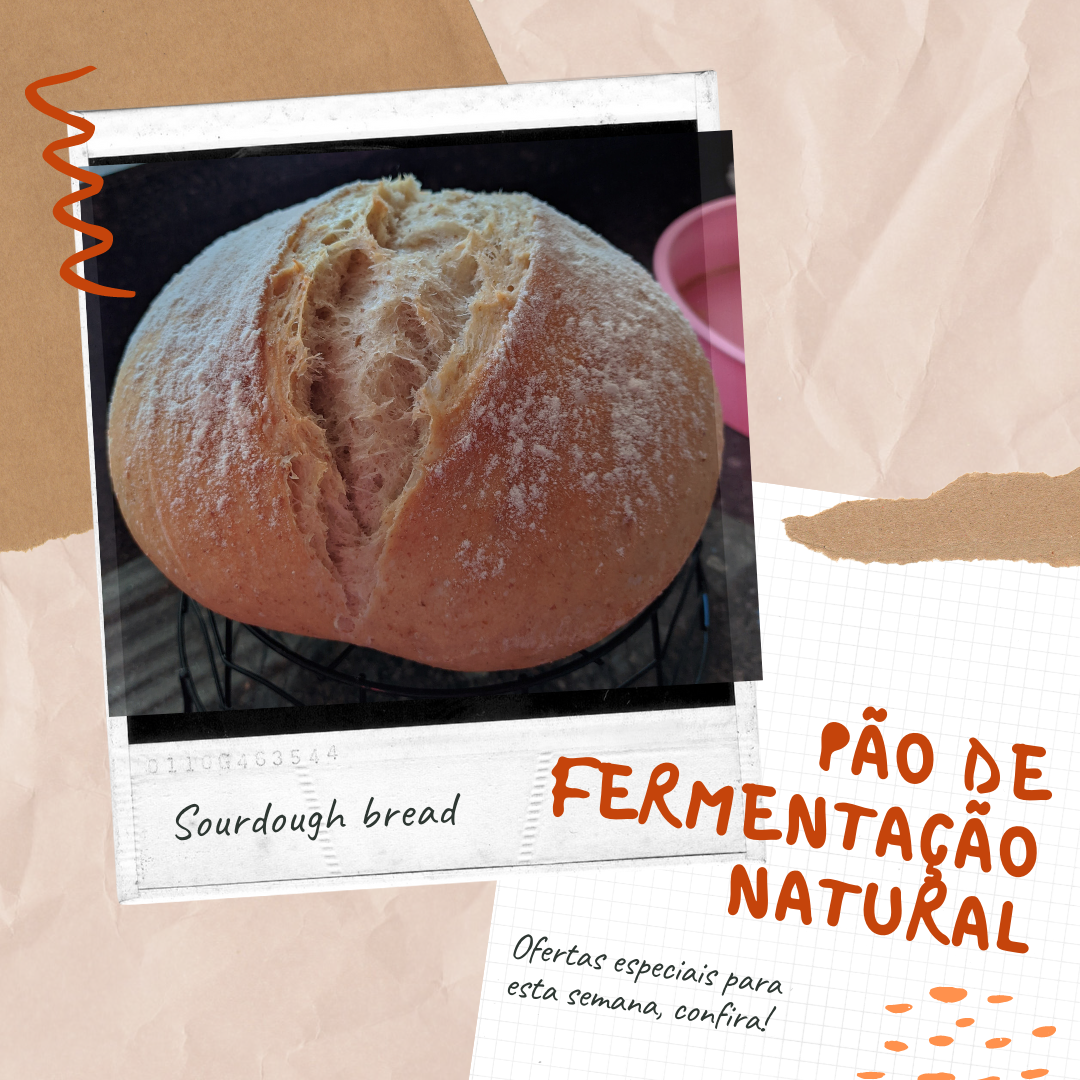 0110G463544
Sourdough bread
PÃO DE
FERMENTAÇÃO
NATURAL
Ofertas especiais para
esta semana, confira!